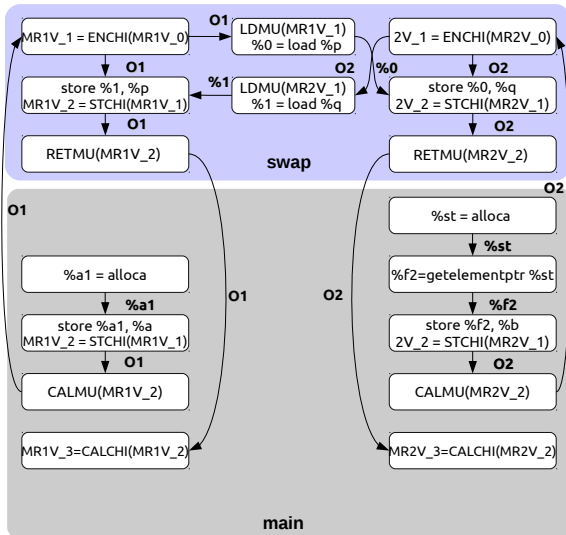 MR1V_1 = ENCHI(MR1V_0)
O1
LDMU(MR1V_1)
%0 = load %p
2V_1 = ENCHI(MR2V_0)
O1
O2
%0
O2
store %1, %p
MR1V_2 = STCHI(MR1V_1)
%1
LDMU(MR2V_1)
%1 = load %q
store %0, %q
2V_2 = STCHI(MR2V_1)
O1
O2
RETMU(MR1V_2)
swap
RETMU(MR2V_2)
O2
O1
%st = alloca
%st
%a1 = alloca
%f2=getelementptr %st
O1
O2
%a1
%f2
store %a1, %a
MR1V_2 = STCHI(MR1V_1)
store %f2, %b
2V_2 = STCHI(MR2V_1)
O1
O2
CALMU(MR1V_2)
CALMU(MR2V_2)
MR1V_3=CALCHI(MR1V_2)
MR2V_3=CALCHI(MR2V_2)
main